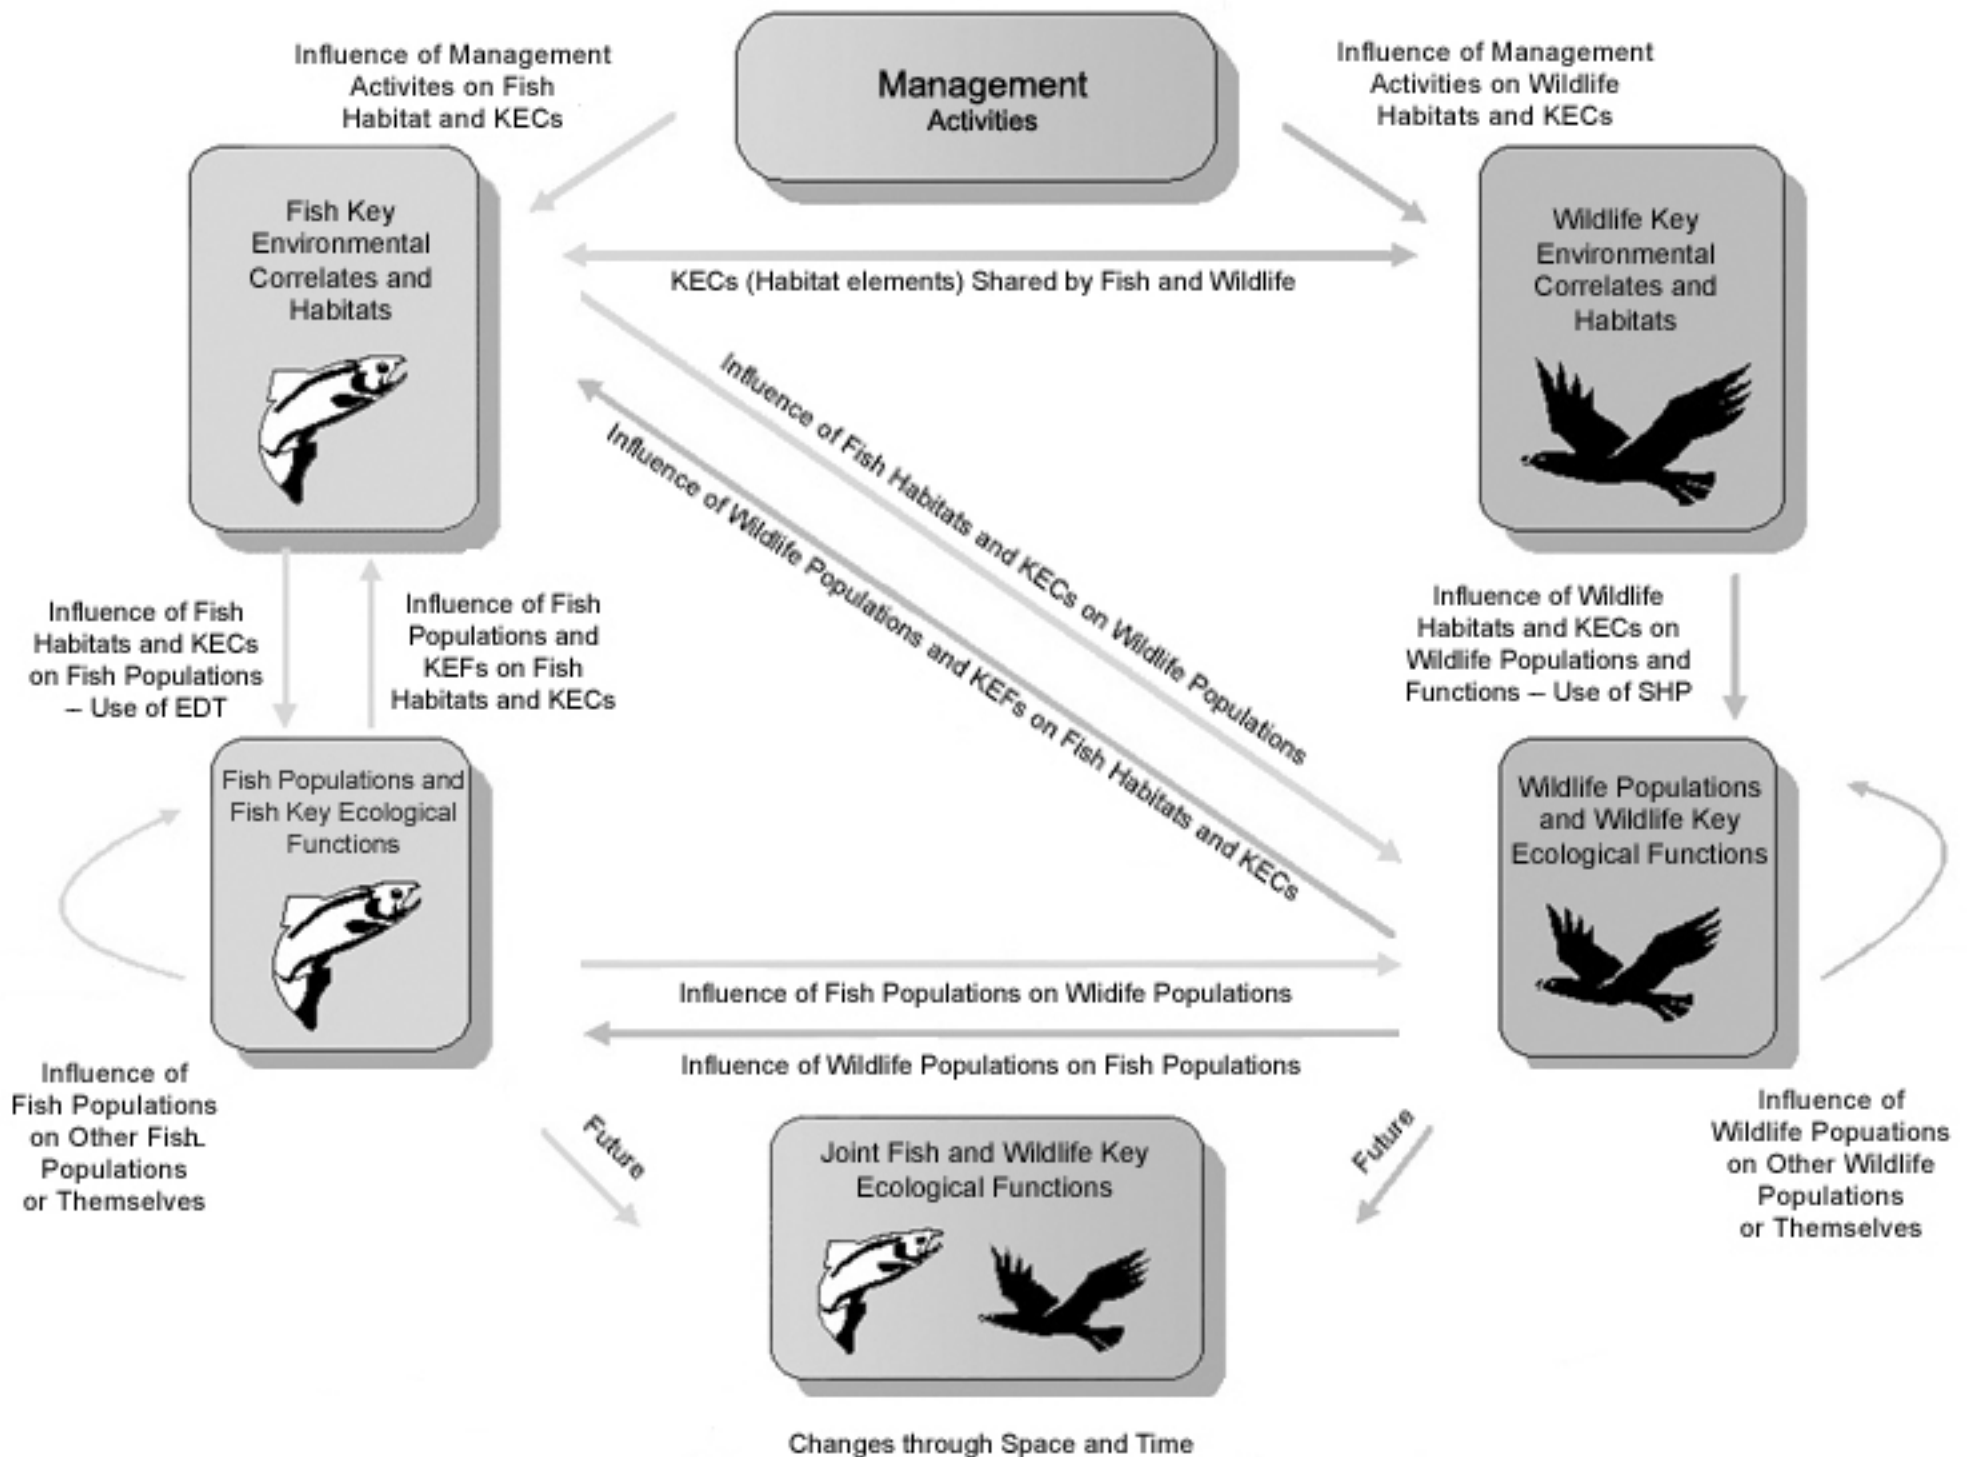 Influence of Management
Activites on Fish
Habitat and KECs
Management
Activities
Influence of Management
Activities on Wildlife
Habitats and KECs
Fish Key
Environmental
Correlates and
Habitats
KECs (Habitat elements) Shared by Fish and Wildlife
Wildlife Key
Environmental
Correlates and
Habitats
Influence of Fish Habitats and KECs on Wildlife Populations
Influence of Wildlife Populations and KEFs on Fish Habitats and KECs
Influence of Fish
Habitats and KECs
on Fish Populations
– Use of EDT
Influence of Fish
Populations and
KEFs on Fish
Habitats and KECs
Influence of Wildlife
Habitats and KECs on
Wildlife Populations and
Functions – Use of SHP
Fish Populations and
Fish Key Ecological
Functions
Wildlife Populations
and Wildlife Key
Ecological Functions
Influence of Fish Populations on Wlidife Populations
Influence of Wildlife Populations on Fish Populations
Influence of
Fish Populations
on Other Fish.
Populations
or Themselves
Future
Joint Fish and Wildlife Key
Ecological Functions
Future
Influence of
Wildlife Popuations
on Other Wildlife
Populations
or Themselves
Changes through Space and Time